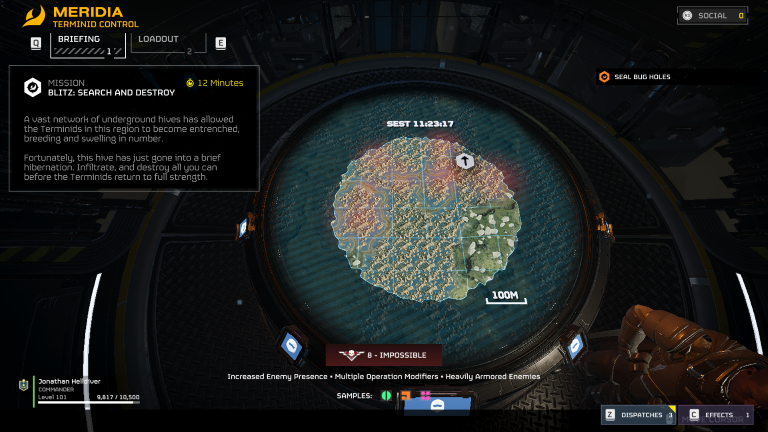 MERIDIA
TERMINID CONTROL
SOCIAL 0
Q
BRIEFING
1
LOADOUT
2
E
MISSION
12 Minutes
BLITZ: SEARCH AND DESTROY
SEAL BUG HOLES
A vast network of underground hives has allowed
the Terminids in this region to become entrenched,
breeding and swelling in number.
Fortunately, this hive has just gone into a brief
hibernation. Infiltrate, and destroy all you can
before the Terminids return to full strength.
SEST 11:23:17
100M
8 - IMPOSSIBLE
Increased Enemy Presence • Multiple Operation Modifiers • Heavily Armored Enemies
Jonathan Helldiver
COMMANDER
Level 101
9,817 / 10,500
SAMPLES:
Z DISPATCHES 3
C EFFECTS 1
CURSOR